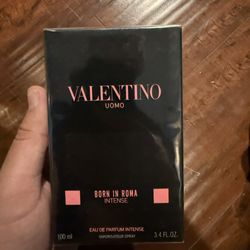 VALENTINO
UOMO
BORN IN ROMA
INTENSE
EAU DE PARFUM INTENSE
VAPORISATEUR SPRAY
100 ml
3.4 FL.OZ.